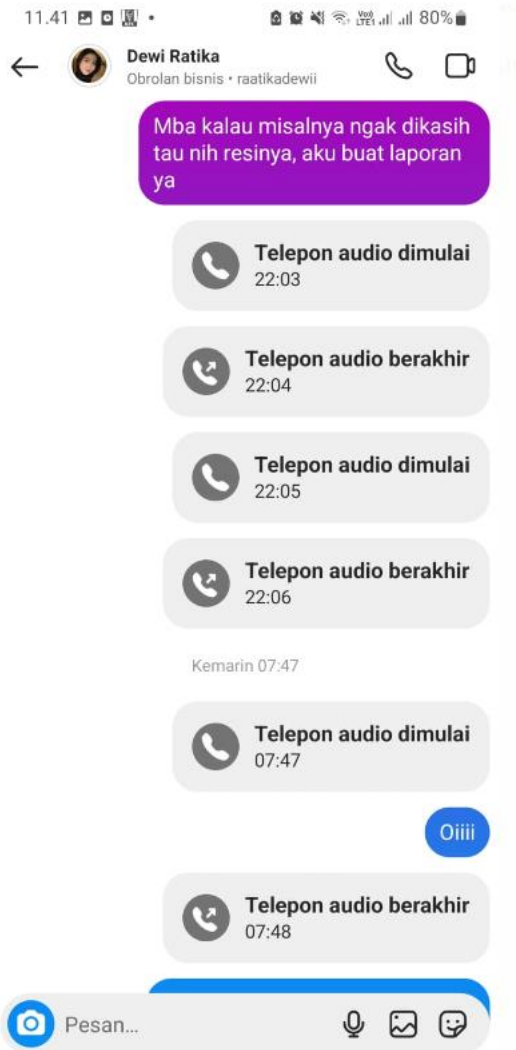 11.41 80%
Dewi Ratika
Obrolan bisnis • raatikadewii
Mba kalau misalnya ngak dikasih
tau nih resinya, aku buat laporan
ya
Telepon audio dimulai
22:03
Telepon audio berakhir
22:04
Telepon audio dimulai
22:05
Telepon audio berakhir
22:06
Kemarin 07:47
Telepon audio dimulai
07:47
Oiiii
Telepon audio berakhir
07:48
Pesan...